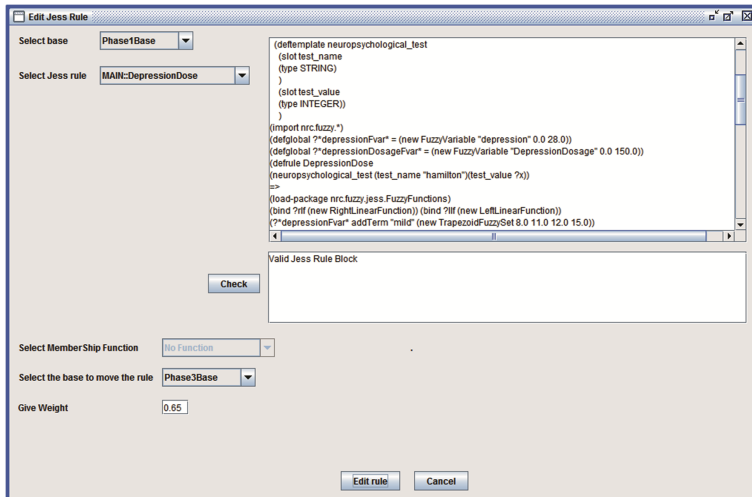 Edit Jess Rule
Select base Phase1Base
Select Jess rule MAIN::DepressionDose
(deftemplate neuropsychological_test
(slot test_name
(type STRING)
)
(slot test_value
(type INTEGER))
)
(import nrc.fuzzy.*)
(defglobal ?*depressionFvar* = (new FuzzyVariable "depression" 0.0 28.0))
(defglobal ?*depressionDosageFvar* = (new FuzzyVariable "DepressionDosage" 0.0 150.0))
(defrule DepressionDose
(neuropsychological_test (test_name "hamilton")(test_value ?x))
=>
(load-package nrc.fuzzy.jess.FuzzyFunctions)
(bind ?rlf (new RightLinearFunction)) (bind ?llf (new LeftLinearFunction))
(?*depressionFvar* addTerm "mild" (new TrapezoidFuzzySet 8.0 11.0 12.0 15.0))
Check
Valid Jess Rule Block
Select MemberShip Function No Function
Select the base to move the rule Phase3Base
Give Weight 0.65
Edit rule Cancel